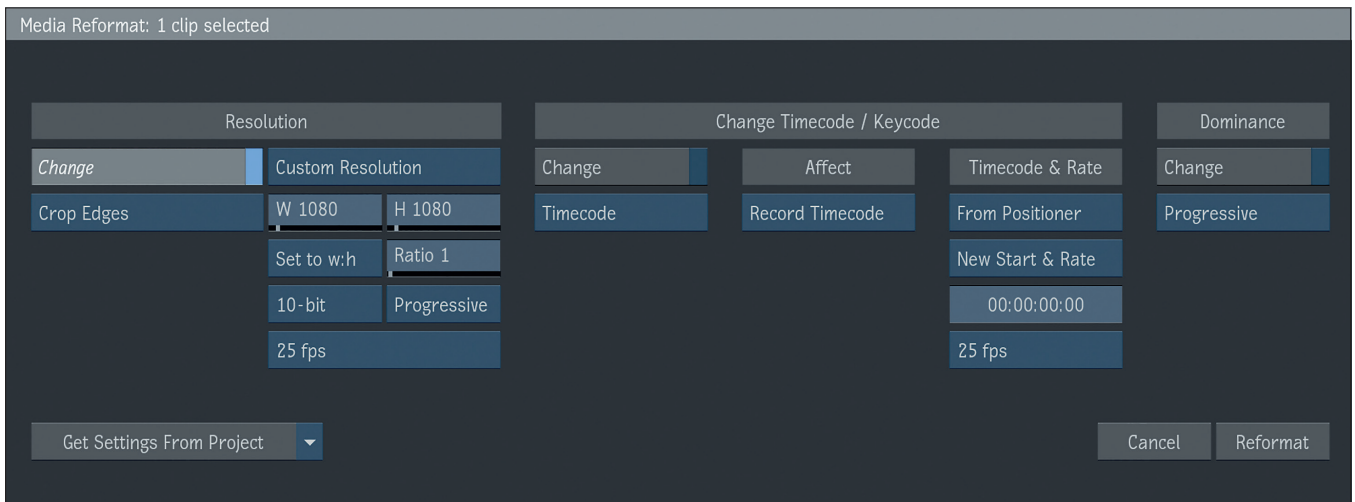 Media Reformat: 1 clip selected
Resolution
Change Timecode / Keycode
Dominance
Change
Custom Resolution
Change
Affect
Timecode & Rate
Change
Crop Edges
W 1080
H 1080
Timecode
Record Timecode
From Positioner
Progressive
Set to w:h
Ratio 1
New Start & Rate
10-bit
Progressive
00:00:00:00
25 fps
25 fps
Get Settings From Project
Cancel
Reformat